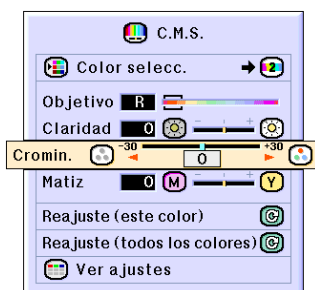 C.M.S.
Color selecc. 2
Objetivo R
Claridad 0
Cromin. -30 0 +30
Matiz 0 M Y
Reajuste (este color)
Reajuste (todos los colores)
Ver ajustes